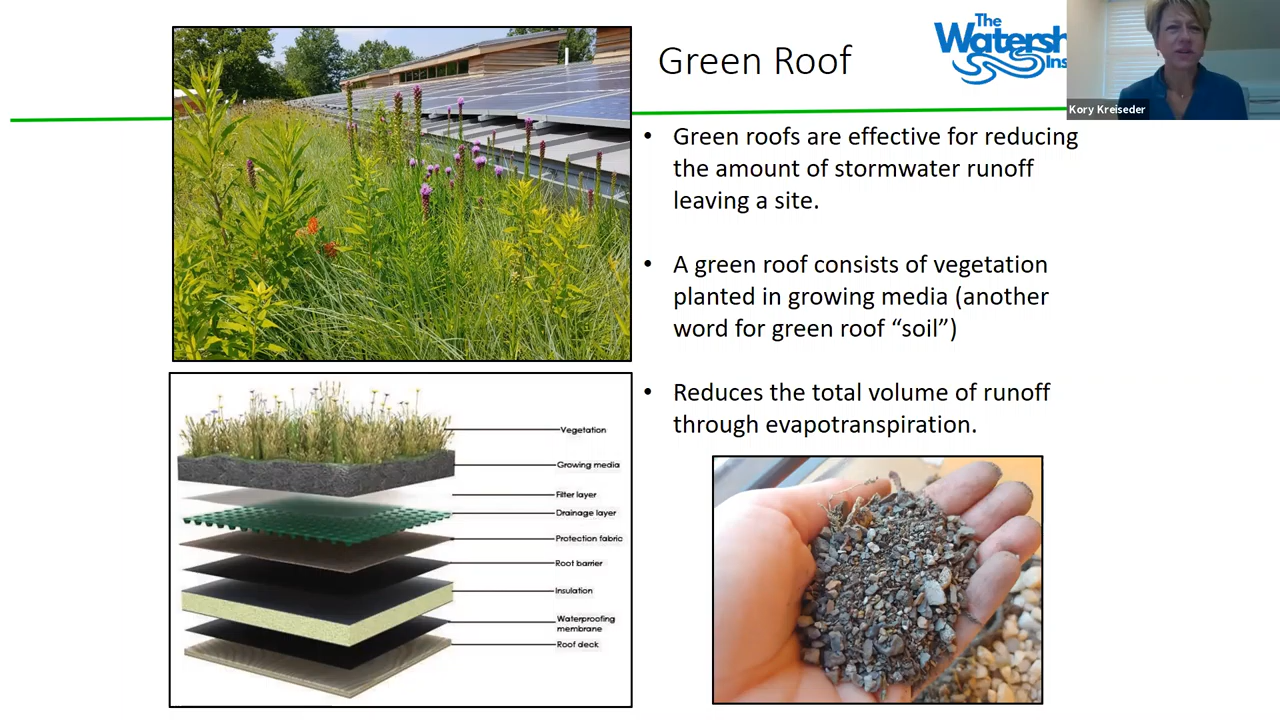 Green Roof
The
Watersh
Ins
Kory Kreiseder
• Green roofs are effective for reducing
the amount of stormwater runoff
leaving a site.
• A green roof consists of vegetation
planted in growing media (another
word for green roof “soil”)
• Reduces the total volume of runoff
through evapotranspiration.
Vegetation
Growing media
Filter layer
Drainage layer
Protection fabric
Root barrier
Insulation
Waterproofing
membrane
Roof deck